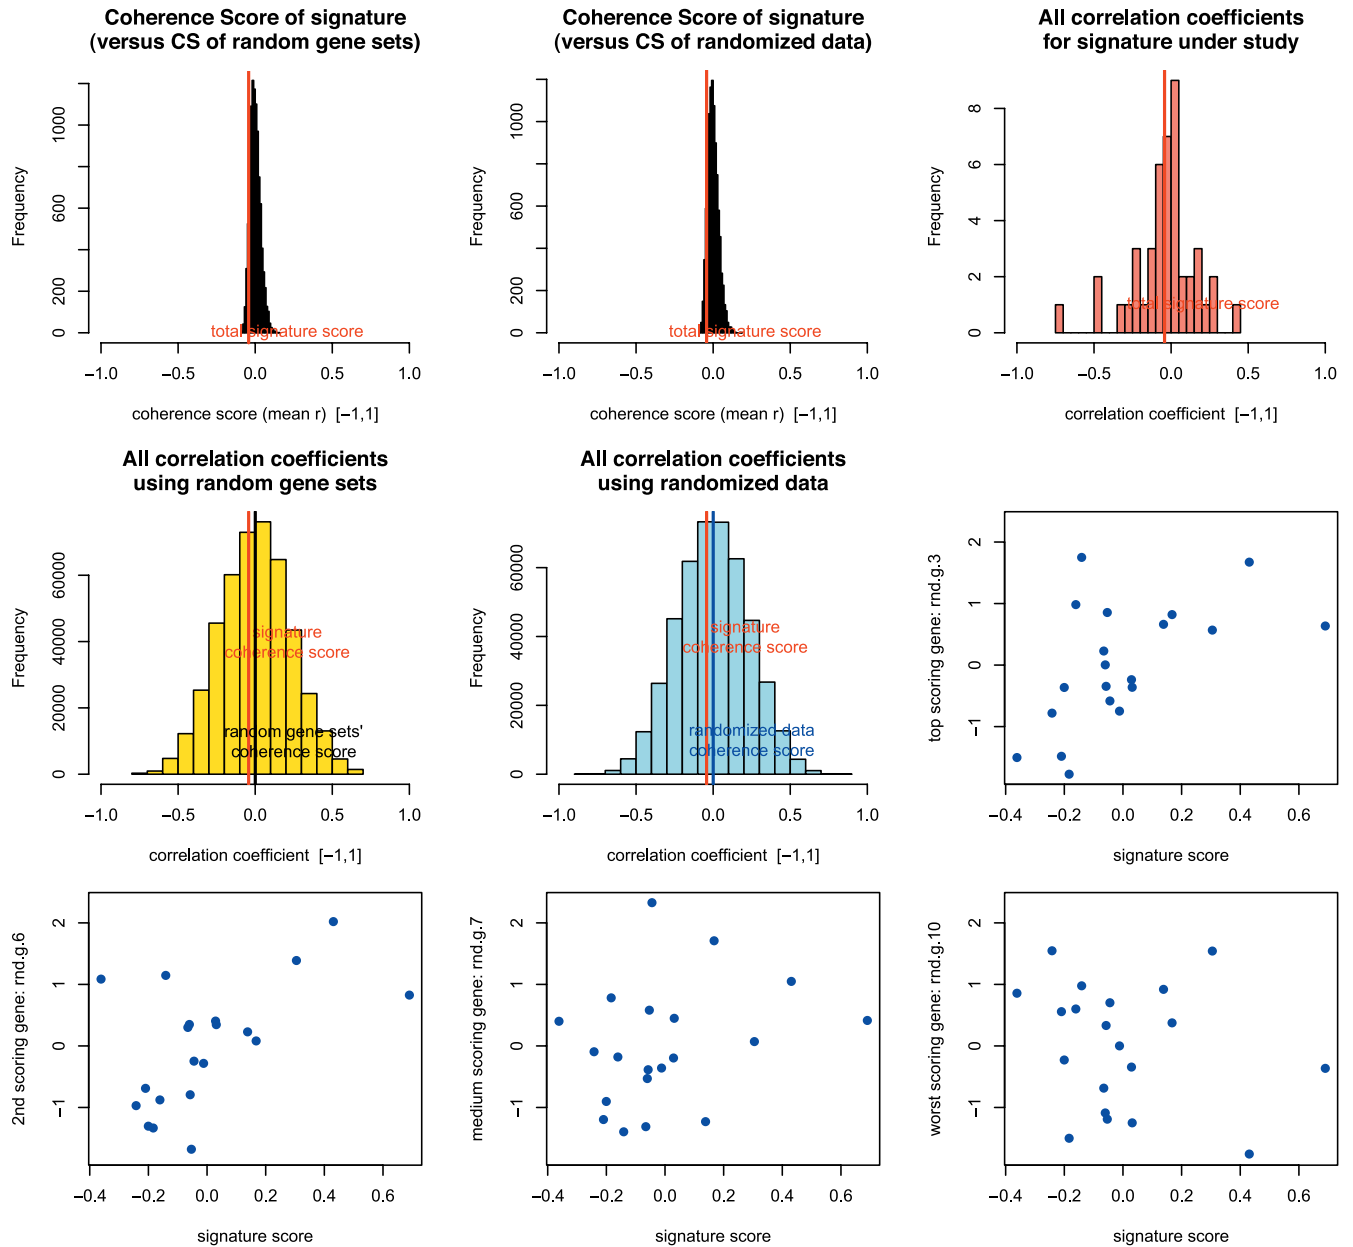 Coherence Score of signature
(versus CS of random gene sets)
Frequency
0
200
600
1000
total signature score
−1.0 −0.5 0.0 0.5 1.0
coherence score (mean r) [−1,1]
Coherence Score of signature
(versus CS of randomized data)
Frequency
0
200
600
1000
total signature score
−1.0 −0.5 0.0 0.5 1.0
coherence score (mean r) [−1,1]
All correlation coefficients
for signature under study
Frequency
0
2
4
6
8
total signature score
−1.0 −0.5 0.0 0.5 1.0
correlation coefficient [−1,1]
All correlation coefficients
using random gene sets
Frequency
0
20000
40000
60000
signature
coherence score
random gene sets'
coherence score
−1.0 −0.5 0.0 0.5 1.0
correlation coefficient [−1,1]
All correlation coefficients
using randomized data
Frequency
0
20000
40000
60000
signature
coherence score
randomized data
coherence score
−1.0 −0.5 0.0 0.5 1.0
correlation coefficient [−1,1]
top scoring gene: rnd.g.3
−1
0
1
2
−0.4 −0.2 0.0 0.2 0.4 0.6
signature score
2nd scoring gene: rnd.g.6
−1
0
1
2
−0.4 −0.2 0.0 0.2 0.4 0.6
signature score
medium scoring gene: rnd.g.7
−1
0
1
2
−0.4 −0.2 0.0 0.2 0.4 0.6
signature score
worst scoring gene: rnd.g.10
−1
0
1
2
−0.4 −0.2 0.0 0.2 0.4 0.6
signature score